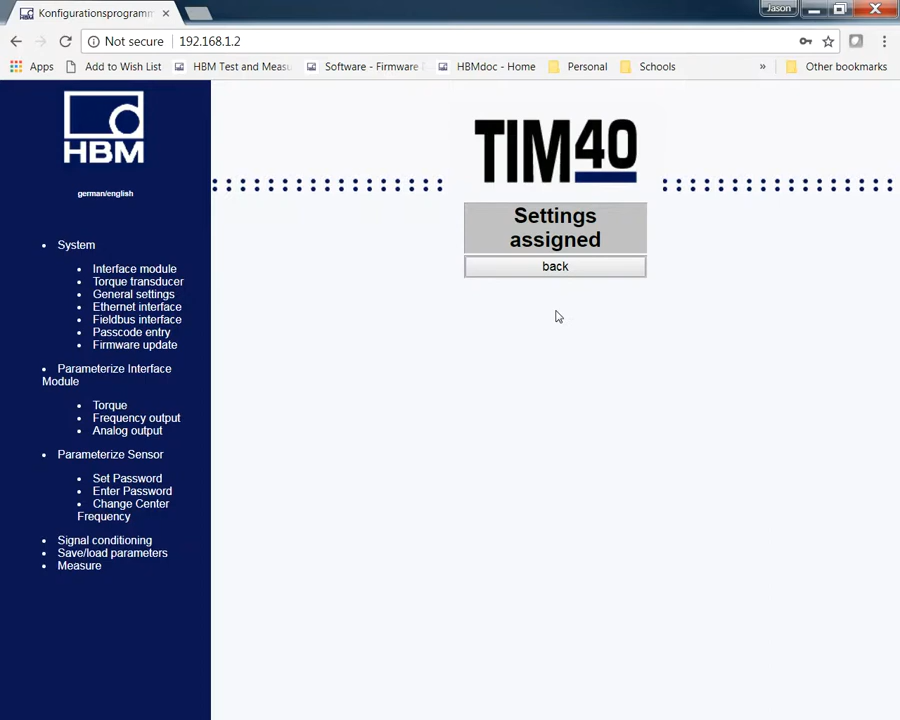 Konfigurationsprogramm
Jason
Not secure
192.168.1.2
Apps
Add to Wish List
HBM Test and Measu
Software - Firmware
HBMdoc - Home
Personal
Schools
»
Other bookmarks
HBM
german/english
TIM40
Settings
assigned
back
System
Interface module
Torque transducer
General settings
Ethernet interface
Fieldbus interface
Passcode entry
Firmware update
Parameterize Interface
Module
Torque
Frequency output
Analog output
Parameterize Sensor
Set Password
Enter Password
Change Center
Frequency
Signal conditioning
Save/load parameters
Measure